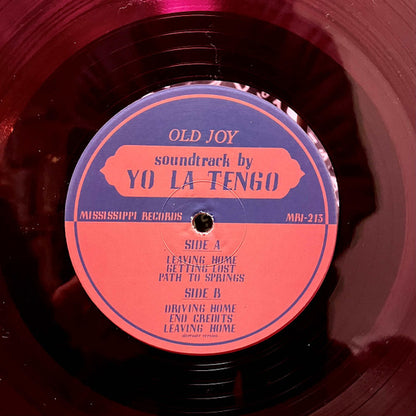 OLD JOY
soundtrack by
YO LA TENGO
MISSISSIPPI RECORDS MRI-213
SIDE A
LEAVING HOME
GETTING LOST
PATH TO SPRINGS
SIDE B
DRIVING HOME
END CREDITS
LEAVING HOME